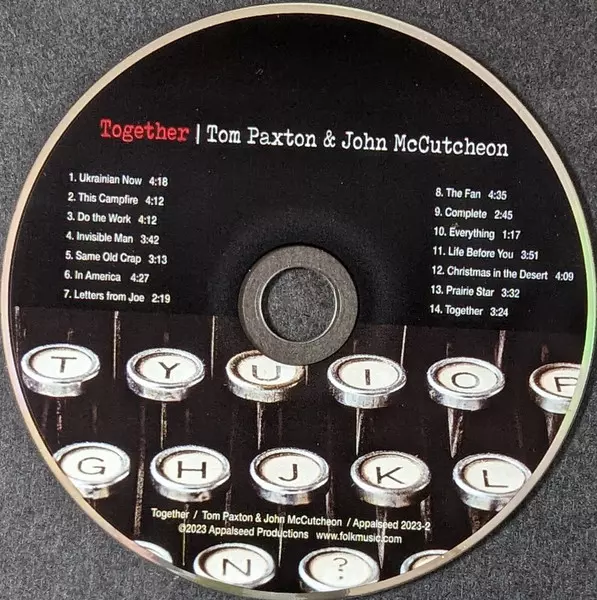 Together | Tom Paxton & John McCutcheon
1. Ukrainian Now 4:18
2. This Campfire 4:12
3. Do the Work 4:12
4. Invisible Man 3:42
5. Same Old Crap 3:13
6. In America 4:27
7. Letters from Joe 2:19
8. The Fan 4:35
9. Complete 2:45
10. Everything 1:17
11. Life Before You 3:51
12. Christmas in the Desert 4:09
13. Prairie Star 3:32
14. Together 3:24
T Y U I O P
G H J K L
Together / Tom Paxton & John McCutcheon / Appalseed 2023-2
©2023 Appalseed Productions www.folkmusic.com
N ?